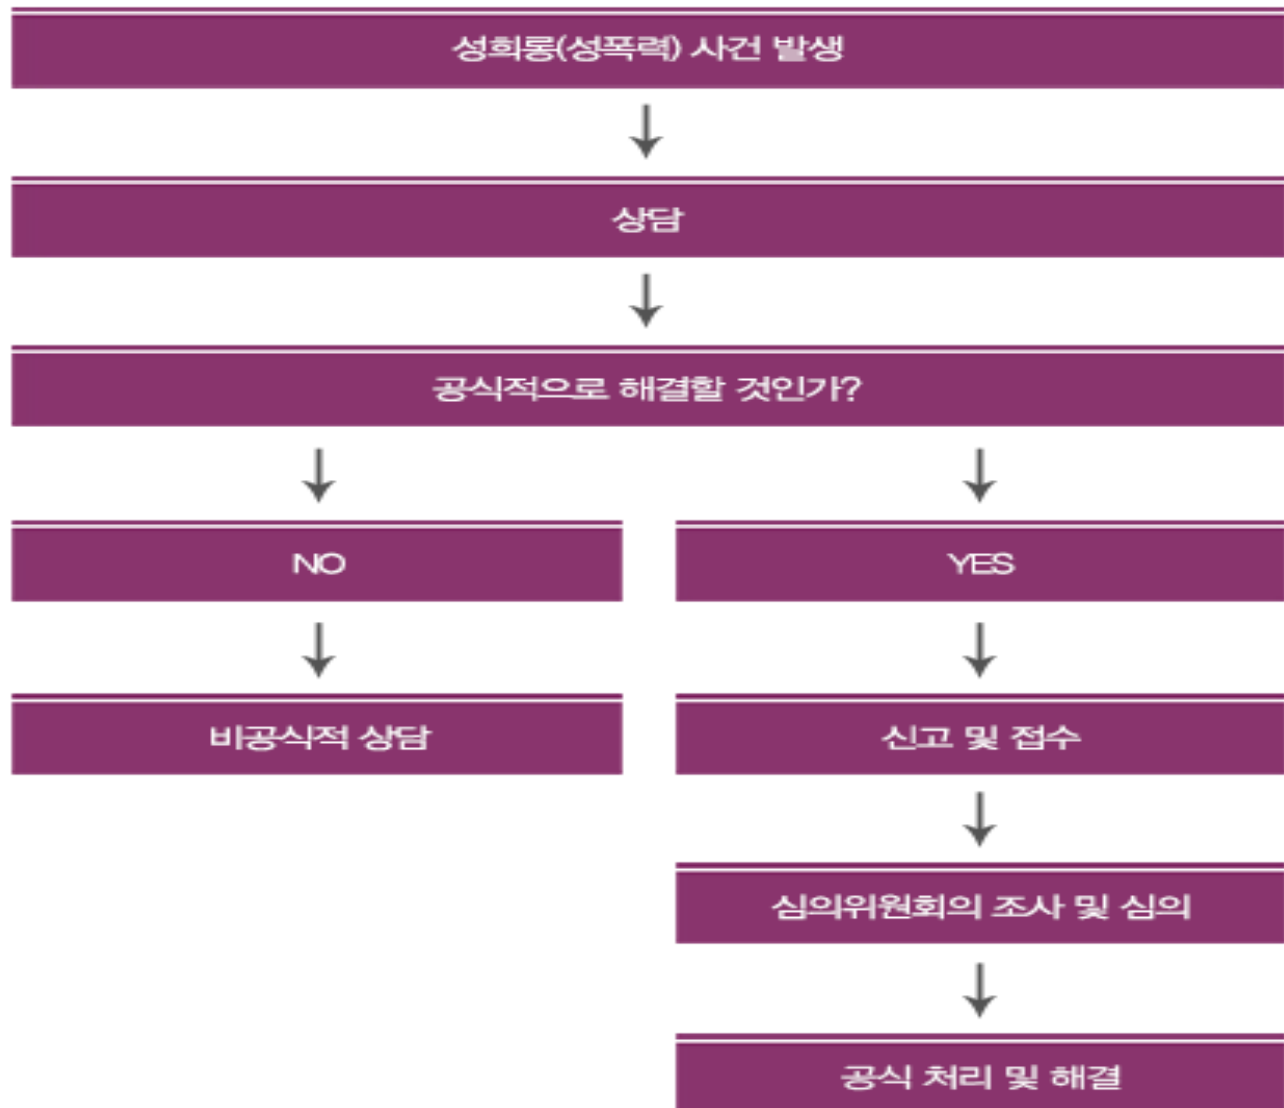 성희롱(성폭력) 사건 발생
상담
공식적으로 해결할 것인가?
NO
YES
비공식적 상담
신고 및 접수
심의위원회의 조사 및 심의
공식 처리 및 해결